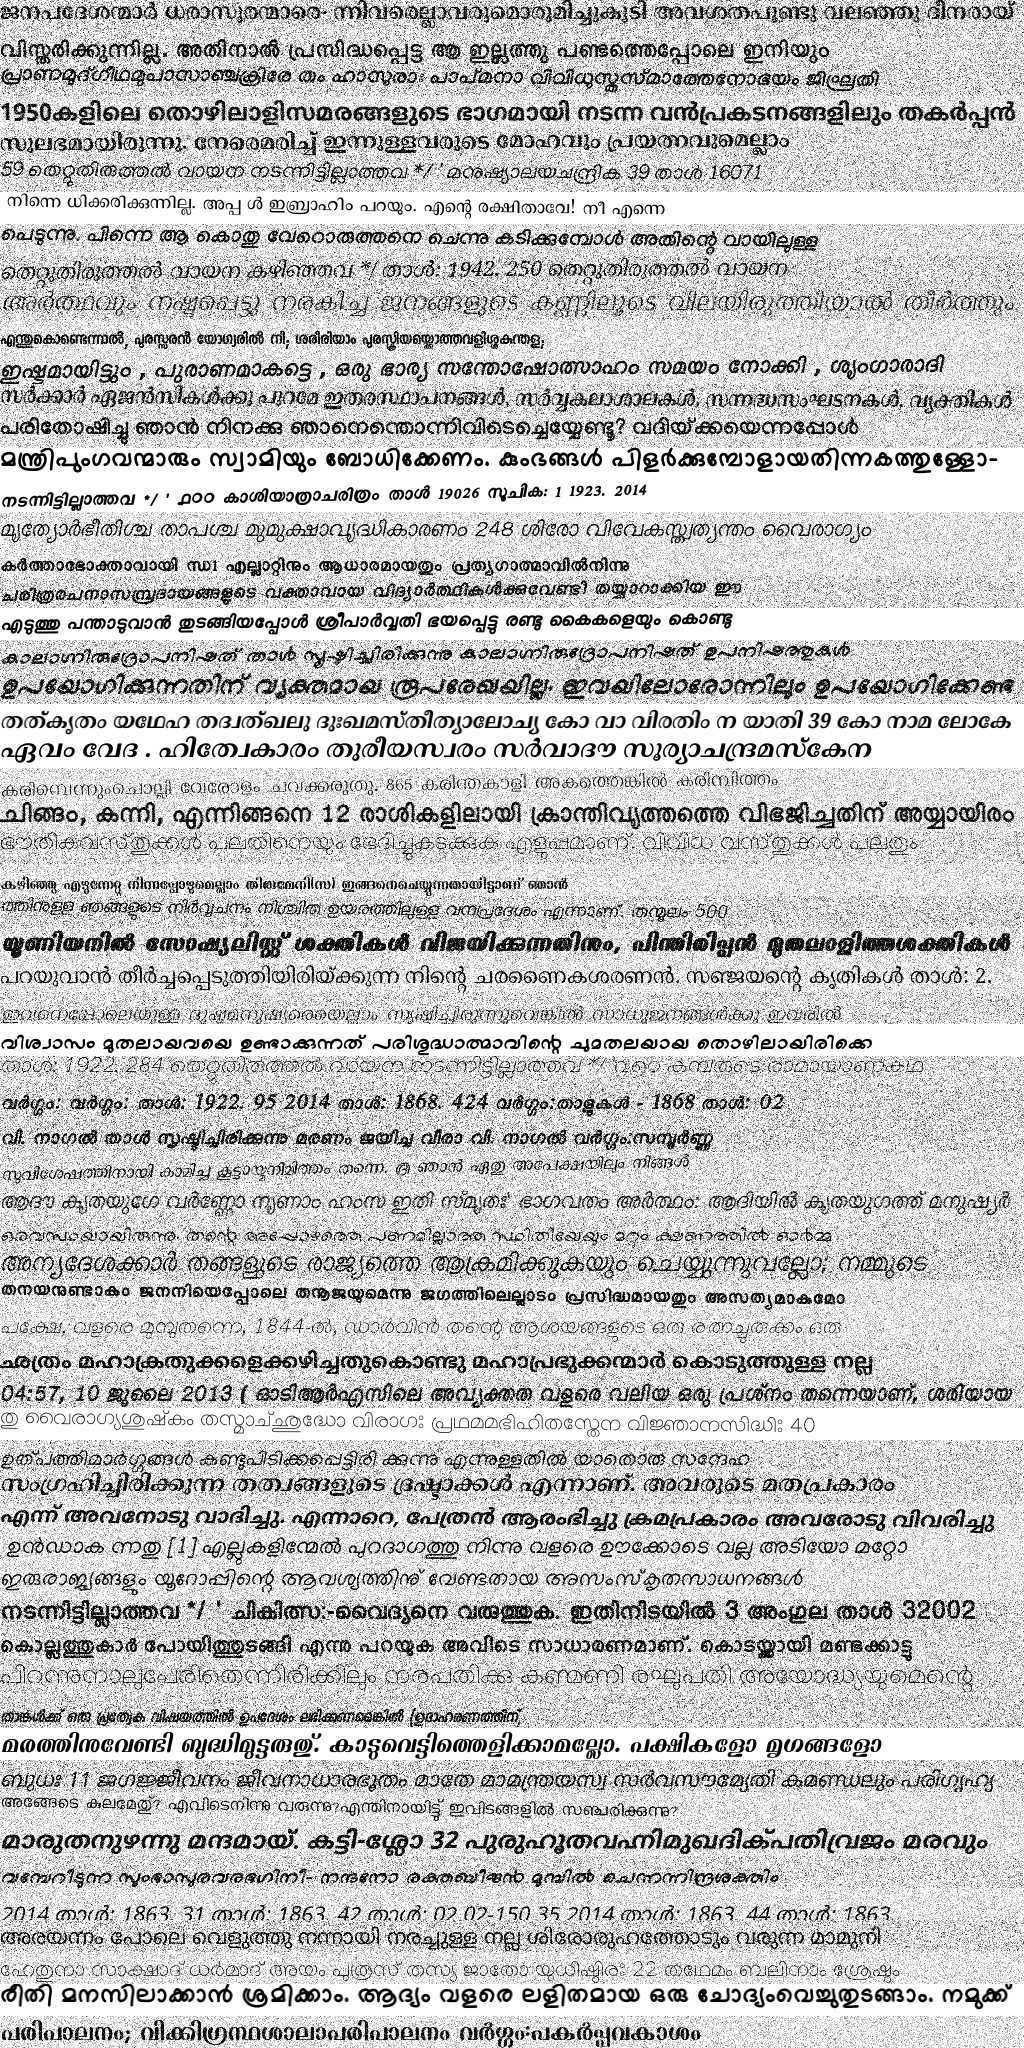 ജനപദേശന്മാർ ധരാസുരന്മാരെ- ന്നിവരെല്ലാവരുമൊരുമിച്ചുകൂടി അവശതപൂണ്ടു വലഞ്ഞു ദീനരായ്
വിസ്തരിക്കുന്നില്ല. അതിനാൽ പ്രസിദ്ധപ്പെട്ട ആ ഇല്ലത്തു പണ്ടത്തെപ്പോലെ ഇനിയും
പ്രാണമുദ്ഗീഥമുപാസാഞ്ചക്രിരേ തം ഹാസുരാഃ പാപ്മനാ വിവിധുസ്തസ്മാത്തേനോഭയം ജിഘ്രതി
1950കളിലെ തൊഴിലാളിസമരങ്ങളുടെ ഭാഗമായി നടന്ന വൻപ്രകടനങ്ങളിലും തകർപ്പൻ
സുലഭമായിരുന്നു. നേരെമരിച്ച് ഇന്നുള്ളവരുടെ മോഹവും പ്രയത്നവുമെല്ലാം
59 തെറ്റുതിരുത്തൽ വായന നടന്നിട്ടില്ലാത്തവ */ ' മനുഷ്യാലയചന്ദ്രിക 39 താൾ 16071
നിന്നെ ധിക്കരിക്കുന്നില്ല. അപ്പ ൾ ഇബ്രാഹിം പറയും. എന്റെ രക്ഷിതാവേ! നീ എന്നെ
പെടുന്നു. പിന്നെ ആ കൊതു വേറൊരുത്തനെ ചെന്നു കടിക്കുമ്പോൾ അതിന്റെ വായിലുള്ള
തെറ്റുതിരുത്തൽ വായന കഴിഞ്ഞവ */ താൾ: 1942. 250 തെറ്റുതിരുത്തൽ വായന
അർത്ഥവും നഷ്ടപ്പെട്ടു നരകിച്ച ജനങ്ങളുടെ കണ്ണിലൂടെ വിലയിരുത്തിയാൽ തീർത്തും
എന്തുകൊണ്ടെന്നാൽ, പുരസ്സരൻ യോഗ്യരിൽ നീ; ശരീരിയാം പുരസ്ത്രിയയ്ക്കൊത്തവളിശ്ശകുന്തള;
ഇഷ്ടമായിട്ടും , പുരാണമാകട്ടെ , ഒരു ഭാര്യ സന്തോഷോത്സാഹം സമയം നോക്കി , ശൃംഗാരാദി
സർക്കാർ ഏജൻസികൾക്കു പുറമേ ഇതരസ്ഥാപനങ്ങൾ, സർവ്വകലാശാലകൾ, സന്നദ്ധസംഘടനകൾ, വ്യക്തികൾ
പരിതോഷിച്ചു ഞാൻ നിനക്കു ഞാനെന്തൊന്നിവിടെച്ചെയ്യേണ്ടൂ? വദിയ്ക്കയെന്നപ്പോൾ
മന്ത്രിപുംഗവന്മാരും സ്വാമിയും ബോധിക്കേണം. കുംഭങ്ങൾ പിളർക്കുമ്പോളായതിന്നകത്തുള്ളോ-
നടന്നിട്ടില്ലാത്തവ */ ' ൧൦൦ കാശിയാത്രാചരിത്രം താൾ 19026 സൂചിക: 1 1923. 2014
മൃത്യോർഭീതിശ്ച താപശ്ച മുമുക്ഷാവൃദ്ധികാരണം 248 ശിരോ വിവേകസ്ത്വത്യന്തം വൈരാഗ്യം
കർത്താഭോക്താവായി ന്ധ1 എല്ലാറ്റിനും ആധാരമായതും പ്രത്യഗാത്മാവിൽനിന്നു
ചരിത്രരചനാസമ്പ്രദായങ്ങളുടെ വക്താവായ വിദ്യാർത്ഥികൾക്കുവേണ്ടി തയ്യാറാക്കിയ ഈ
എടുത്തു പന്താടുവാൻ തുടങ്ങിയപ്പോൾ ശ്രീപാർവ്വതി ഭയപ്പെട്ടു രണ്ടു കൈകളെയും കൊണ്ടു
കാലാഗ്നിരുദ്രോപനിഷത് താൾ സൃഷ്ടിച്ചിരിക്കുന്നു കാലാഗ്നിരുദ്രോപനിഷത് ഉപനിഷത്തുകൾ
ഉപയോഗിക്കുന്നതിന് വ്യക്തമായ രൂപരേഖയില്ല. ഇവയിലോരോന്നിലും ഉപയോഗിക്കേണ്ട
തത്കൃതം യഥേഹ തദ്വത്ഖലു ദുഃഖമസ്തീത്യാലോച്യ കോ വാ വിരതിം ന യാതി 39 കോ നാമ ലോകേ
ഏവം വേദ . ഹിത്വേകാരം തുരീയസ്വരം സർവാദൗ സൂര്യാചന്ദ്രമസ്കേന
കരിമ്പെന്നുംചൊല്ലി വേരോളം ചവക്കരുതു. 865 കരിന്തകാളി അകത്തെങ്കിൽ കരിമ്പിത്തം
ചിങ്ങം, കന്നി, എന്നിങ്ങനെ 12 രാശികളിലായി ക്രാന്തിവൃത്തത്തെ വിഭജിച്ചതിന് അയ്യായിരം
ഭൗതികവസ്തുക്കൾ പലതിനെയും ഭേദിച്ചുകടക്കുക എളുപ്പമാണ്. വിവിധ വസ്തുക്കൾ പലതും
കഴിഞ്ഞു എഴുന്നേറ്റ നിന്നപ്പോഴുമെല്ലാം തിരുമേനിസി ഇങ്ങനെചെയ്യുന്നതായിട്ടാണ് ഞാൻ
ത്തിനുള്ള ഞങ്ങളുടെ നിർവ്വചനം നിശ്ചിത ഉയരത്തിലുള്ള വനപ്രദേശം എന്നാണ്. തന്മൂലം 500
യൂണിയനിൽ സോഷ്യലിസ്റ്റ് ശക്തികൾ വിജയിക്കുന്നതിനും, പിന്തിരിപ്പൻ മുതലാളിത്തശക്തികൾ
പറയുവാൻ തീർച്ചപ്പെടുത്തിയിരിയ്ക്കുന്ന നിന്റെ ചരണൈകശരണൻ. സഞ്ജയന്റെ കൃതികൾ താൾ: 2.
ഇവനെപ്പോലെയുള്ള ദുഷ്ടമനുഷ്യരെയെല്ലാം സൃഷ്ടിച്ചിരുന്നുവെങ്കിൽ സാധുജനങ്ങൾക്കു ഇവരിൽ
വിശ്വാസം മുതലായവയെ ഉണ്ടാക്കുന്നത് പരിശുദ്ധാത്മാവിന്റെ ചുമതലയായ തൊഴിലായിരിക്കെ
താൾ: 1922. 284 തെറ്റുതിരുത്തൽ വായന നടന്നിട്ടില്ലാത്തവ */ ' വറ്റെ കമ്പരുടെ രാമായാണകഥ
വർഗ്ഗം: വർഗ്ഗം: താൾ: 1922. 95 2014 താൾ: 1868. 424 വർഗ്ഗം:താളുകൾ - 1868 താൾ: 02
വി. നാഗൽ താൾ സൃഷ്ടിച്ചിരിക്കുന്നു മരണം ജയിച്ച വീരാ വി. നാഗൽ വർഗ്ഗം:സമ്പൂർണ്ണ
സുവിശേഷത്തിനായി കാമിച്ച കൂട്ടായ്മനിമിത്തം തന്നെ. ൫ ഞാൻ ഏതു അപേക്ഷയിലും നിങ്ങൾ
ആദൗ കൃതയുഗേ വർണ്ണോ നൃണാം ഹംസ ഇതി സ്മൃതഃ' ഭാഗവതം അർത്ഥം: ആദിയിൽ കൃതയുഗത്ത് മനുഷ്യർ
ഒരവസ്ഥയായിരുന്നു. തന്റെ അപ്പോഴത്തെ പണമില്ലാത്ത സ്ഥിതിയേയും മറ്റും ക്ഷണത്തിൽ ഓർമ്മ
അന്യദേശക്കാർ തങ്ങളുടെ രാജ്യത്തെ ആക്രമിക്കുകയും ചെയ്യുന്നുവല്ലോ; നമ്മുടെ
തനയനുണ്ടാകും ജനനിയെപ്പോലെ തനൂജയുമെന്നു ജഗത്തിലെല്ലാടം പ്രസിദ്ധമായതും അസത്യമാകുമോ
പക്ഷേ, വളരെ മുമ്പുതന്നെ, 1844-ൽ, ഡാർവിൻ തന്റെ ആശയങ്ങളുടെ ഒരു രത്നച്ചുരുക്കം ഒരു
ഛത്രം മഹാക്രതുക്കളെക്കഴിച്ചതുകൊണ്ടു മഹാപ്രഭുക്കന്മാർ കൊടുത്തുള്ള നല്ല
04:57, 10 ജൂലൈ 2013 ( ഓടിആർഎസിലെ അവ്യക്തത വളരെ വലിയ ഒരു പ്രശ്നം തന്നെയാണ്, ശരിയായ
തു വൈരാഗ്യശുഷ്കം തസ്മാച്ഛുദ്ധോ വിരാഗഃ പ്രഥമമഭിഹിതസ്തേന വിജ്ഞാനസിദ്ധിഃ 40
ഉത്പത്തിമാർഗ്ഗങ്ങൾ കണ്ടുപിടിക്കപ്പെട്ടിരി ക്കുന്നു എന്നുള്ളതിൽ യാതൊരു സന്ദേഹ
സംഗ്രഹിച്ചിരിക്കുന്ന തത്വങ്ങളുടെ ദ്രഷ്ടാക്കൾ എന്നാണ്. അവരുടെ മതപ്രകാരം
എന്ന് അവനോടു വാദിച്ചു. എന്നാറെ, പേത്രൻ ആരംഭിച്ചു ക്രമപ്രകാരം അവരോടു വിവരിച്ചു
ഉൻഡാക ന്നതു [1] എല്ലുകളിന്മേൽ പുറദാഗത്തു നിന്നു വളരെ ഊക്കോടെ വല്ല അടിയോ മറ്റോ
ഇരുരാജ്യങ്ങളും യൂറോപ്പിന്റെ ആവശ്യത്തിനു് വേണ്ടതായ അസംസ്കൃതസാധനങ്ങൾ
നടന്നിട്ടില്ലാത്തവ */ ' ചികിത്സ:-വൈദ്യനെ വരുത്തുക. ഇതിനിടയിൽ 3 അംഗുല താൾ 32002
കൊല്ലത്തുകാർ പോയിത്തുടങ്ങി എന്നു പറയുക അവിടെ സാധാരണമാണ്. കൊടയ്ക്കായി മണ്ടക്കാട്ടു
പിറന്നുനാലുപേരിതെന്നിരിക്കിലും നരപതിക്കു കണ്മണി രഘുപതി അയോദ്ധ്യയുമെന്റെ
താങ്കൾക്ക് ഒരു പ്രത്യേക വിഷയത്തിൽ ഉപദേശം ലഭിക്കണമെങ്കിൽ (ഉദാഹരണത്തിന്
മരത്തിനുവേണ്ടി ബുദ്ധിമുട്ടരുതു്. കാടുവെട്ടിത്തെളിക്കാമല്ലോ. പക്ഷികളോ മൃഗങ്ങളോ
ബുധഃ 11 ജഗജ്ജീവനം ജീവനാധാരഭൂതം മാതേ മാമന്ത്രയസ്വ സർവസൗമ്യേതി കമണ്ഡലും പരിഗൃഹ്യ
അങ്ങേടെ കുലമേതു്? എവിടെനിന്നു വരുന്നു?എന്തിനായിട്ടു് ഇവിടങ്ങളിൽ സഞ്ചരിക്കുന്നു?
മാരുതനുഴന്നു മന്ദമായ്. കട്ടി-ശ്ലോ 32 പുരുഹൂതവഹ്നിമുഖദിക്പതിവ്രജം മരവും
വമ്പേറീടുന്ന സുംഭാസുരവരഭഗിനീ- നന്ദനോ രക്തബീജൻ മുമ്പിൽ ചെന്നന്നിന്ദ്രശക്തിം
2014 താൾ: 1863. 31 താൾ: 1863. 42 താൾ: 02 02-150 35 2014 താൾ: 1863. 44 താൾ: 1863.
അരയന്നം പോലെ വെളുത്തു നന്നായി നരച്ചുള്ള നല്ല ശിരോരുഹത്തോടും വരുന്ന മാമുനി
ഹേതുനാ സാക്ഷാദ് ധർമാദ് അയം പുത്രസ് തസ്യ ജാതോ യുധിഷ്ഠിരഃ 22 തഥേമം ബലിനാം ശ്രേഷ്ഠം
രീതി മനസിലാക്കാൻ ശ്രമിക്കാം. ആദ്യം വളരെ ലളിതമായ ഒരു ചോദ്യംവെച്ചുതുടങ്ങാം. നമുക്ക്
പരിപാലനം; വിക്കിഗ്രന്ഥശാലാപരിപാലനം വർഗ്ഗം:പകർപ്പവകാശം